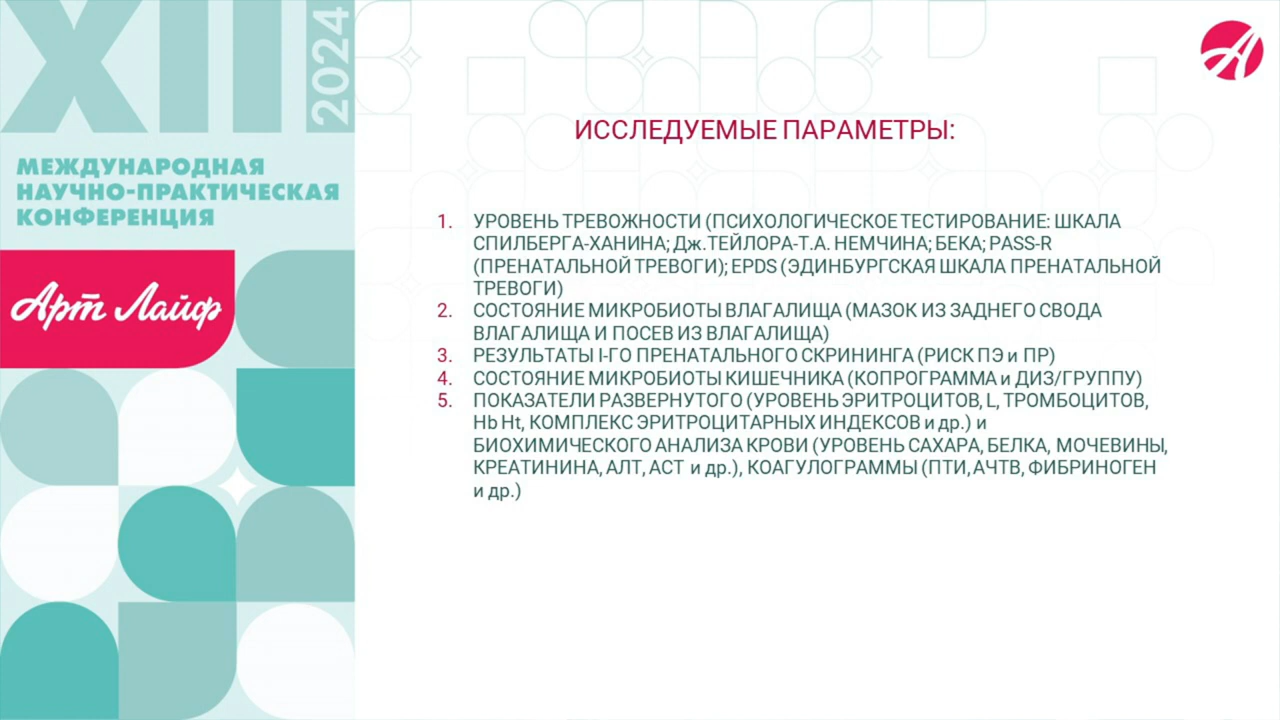 XII
2024
МЕЖДУНАРОДНАЯ
НАУЧНО-ПРАКТИЧЕСКАЯ
КОНФЕРЕНЦИЯ
Арт Лайф
ИССЛЕДУЕМЫЕ ПАРАМЕТРЫ:
1. УРОВЕНЬ ТРЕВОЖНОСТИ (ПСИХОЛОГИЧЕСКОЕ ТЕСТИРОВАНИЕ: ШКАЛА
СПИЛБЕРГА-ХАНИНА; Дж.ТЕЙЛОРА-Т.А. НЕМЧИНА; БЕКА; PASS-R
(ПРЕНАТАЛЬНОЙ ТРЕВОГИ); EPDS (ЭДИНБУРГСКАЯ ШКАЛА ПРЕНАТАЛЬНОЙ
ТРЕВОГИ)
2. СОСТОЯНИЕ МИКРОБИОТЫ ВЛАГАЛИЩА (МАЗОК ИЗ ЗАДНЕГО СВОДА
ВЛАГАЛИЩА И ПОСЕВ ИЗ ВЛАГАЛИЩА)
3. РЕЗУЛЬТАТЫ I-ГО ПРЕНАТАЛЬНОГО СКРИНИНГА (РИСК ПЭ и ПР)
4. СОСТОЯНИЕ МИКРОБИОТЫ КИШЕЧНИКА (КОПРОГРАММА и ДИЗ/ГРУППУ)
5. ПОКАЗАТЕЛИ РАЗВЕРНУТОГО (УРОВЕНЬ ЭРИТРОЦИТОВ, L, ТРОМБОЦИТОВ,
Hb Ht, КОМПЛЕКС ЭРИТРОЦИТАРНЫХ ИНДЕКСОВ и др.) и
БИОХИМИЧЕСКОГО АНАЛИЗА КРОВИ (УРОВЕНЬ САХАРА, БЕЛКА, МОЧЕВИНЫ,
КРЕАТИНИНА, АЛТ, АСТ и др.), КОАГУЛОГРАММЫ (ПТИ, АЧТВ, ФИБРИНОГЕН
и др.)